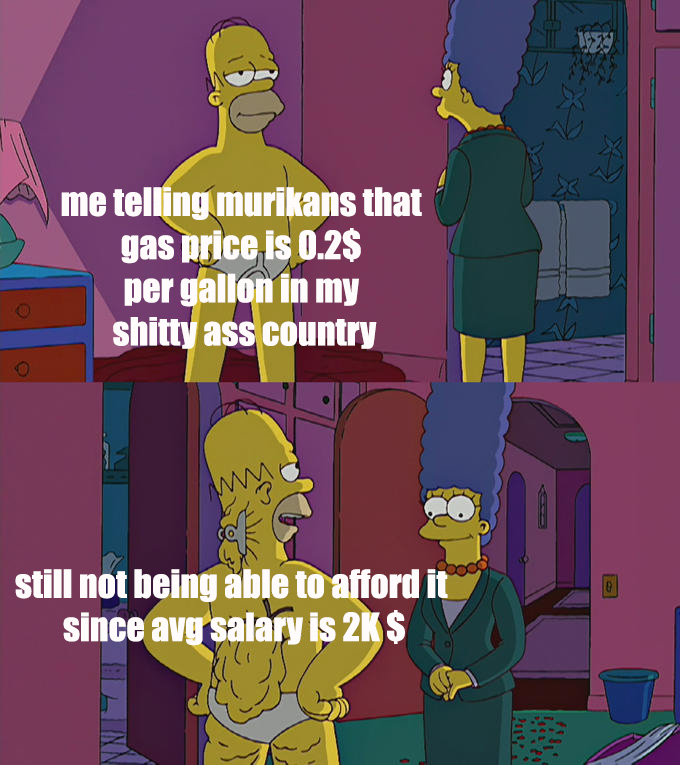 me telling murikans that
gas price is 0.2$
per gallon in my
shitty ass country
still not being able to afford it
since avg salary is 2K $